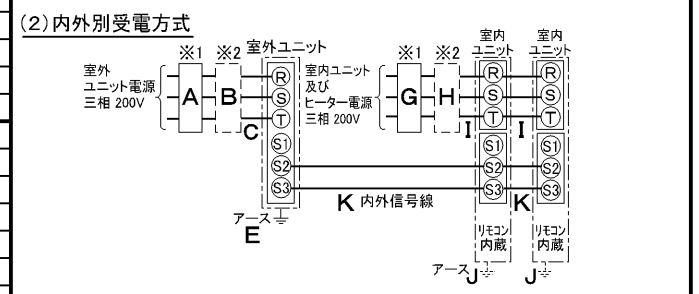 (2)内外別受電方式
※1 ※2 室外ユニット
室外
ユニット電源
三相 200V
A
B
C
R
S
T
S1
S2
S3
アース
E
※1 ※2
室内ユニット
及び
ヒーター電源
三相 200V
G
H
I
I
室内
ユニット
R
S
T
S1
S2
S3
室内
ユニット
R
S
T
S1
S2
S3
K 内外信号線
K
リモコン
内蔵
リモコン
内蔵
アース J
J